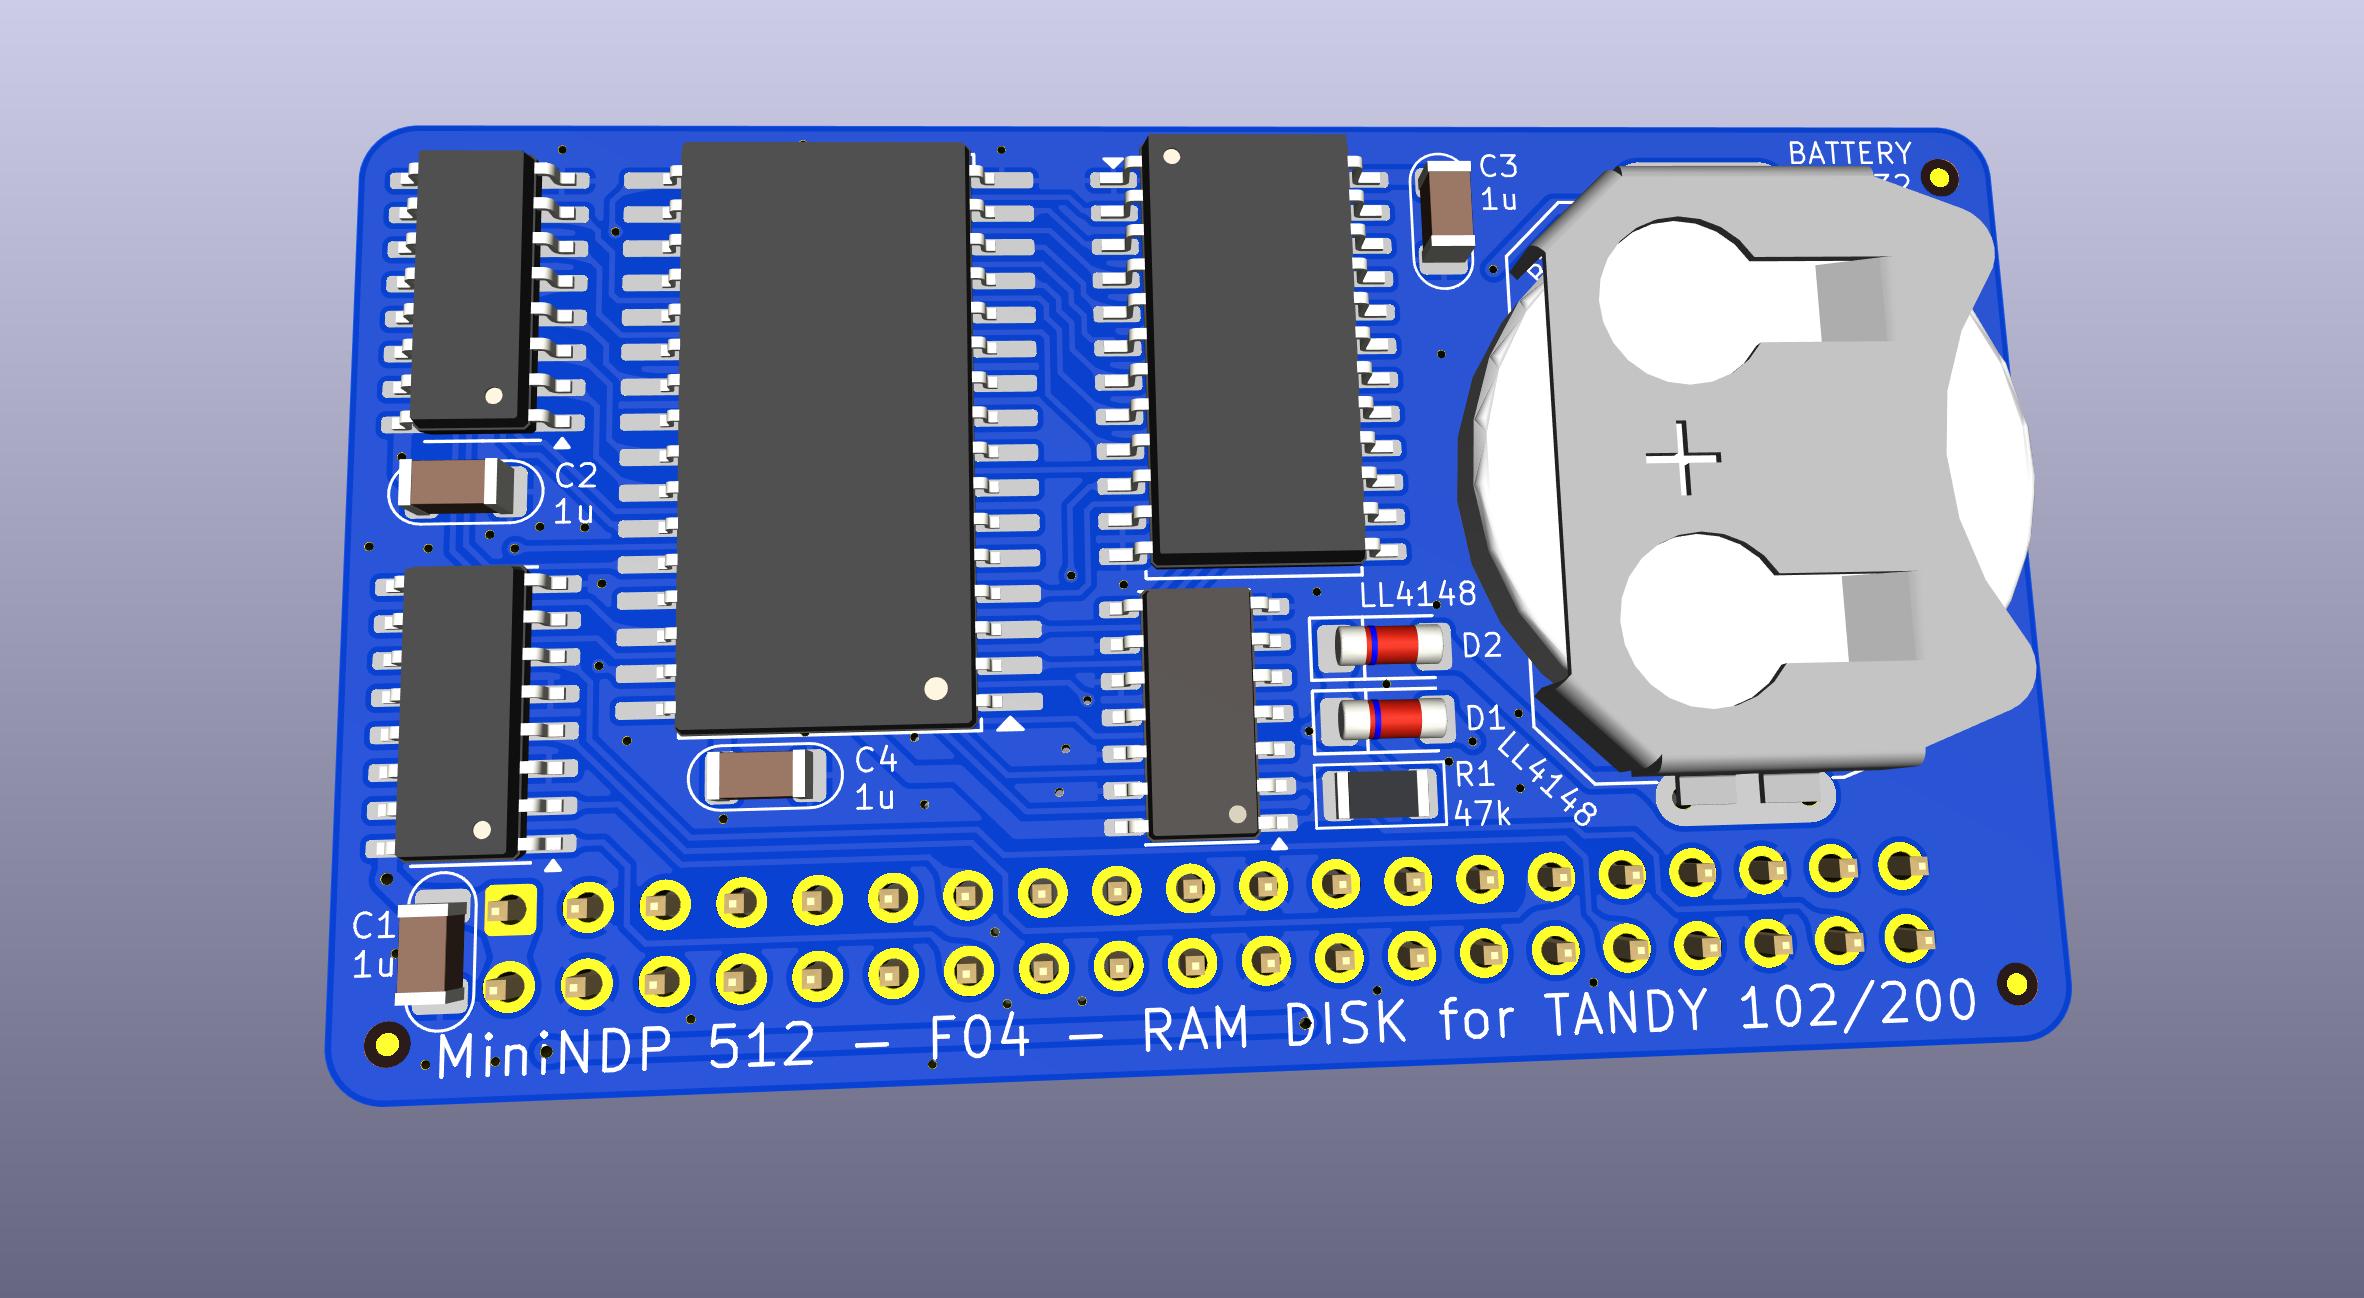 BATTERY
C3
1u
C2
1u
LL4148
D2
D1
LL4148
C4
1u
R1
47k
C1
1u
MiniNDP 512 – F04 – RAM DISK for TANDY 102/200
+